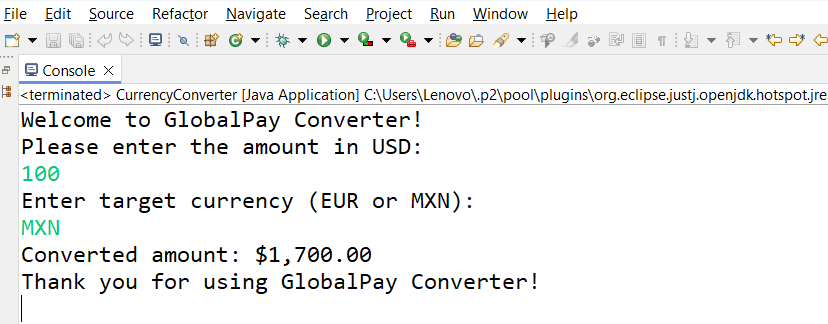 File Edit Source Refactor Navigate Search Project Run Window Help
Console
<terminated> CurrencyConverter [Java Application] C:\Users\Lenovo\.p2\pool\plugins\org.eclipse.justj.openjdk.hotspot.jre
Welcome to GlobalPay Converter!
Please enter the amount in USD:
100
Enter target currency (EUR or MXN):
MXN
Converted amount: $1,700.00
Thank you for using GlobalPay Converter!